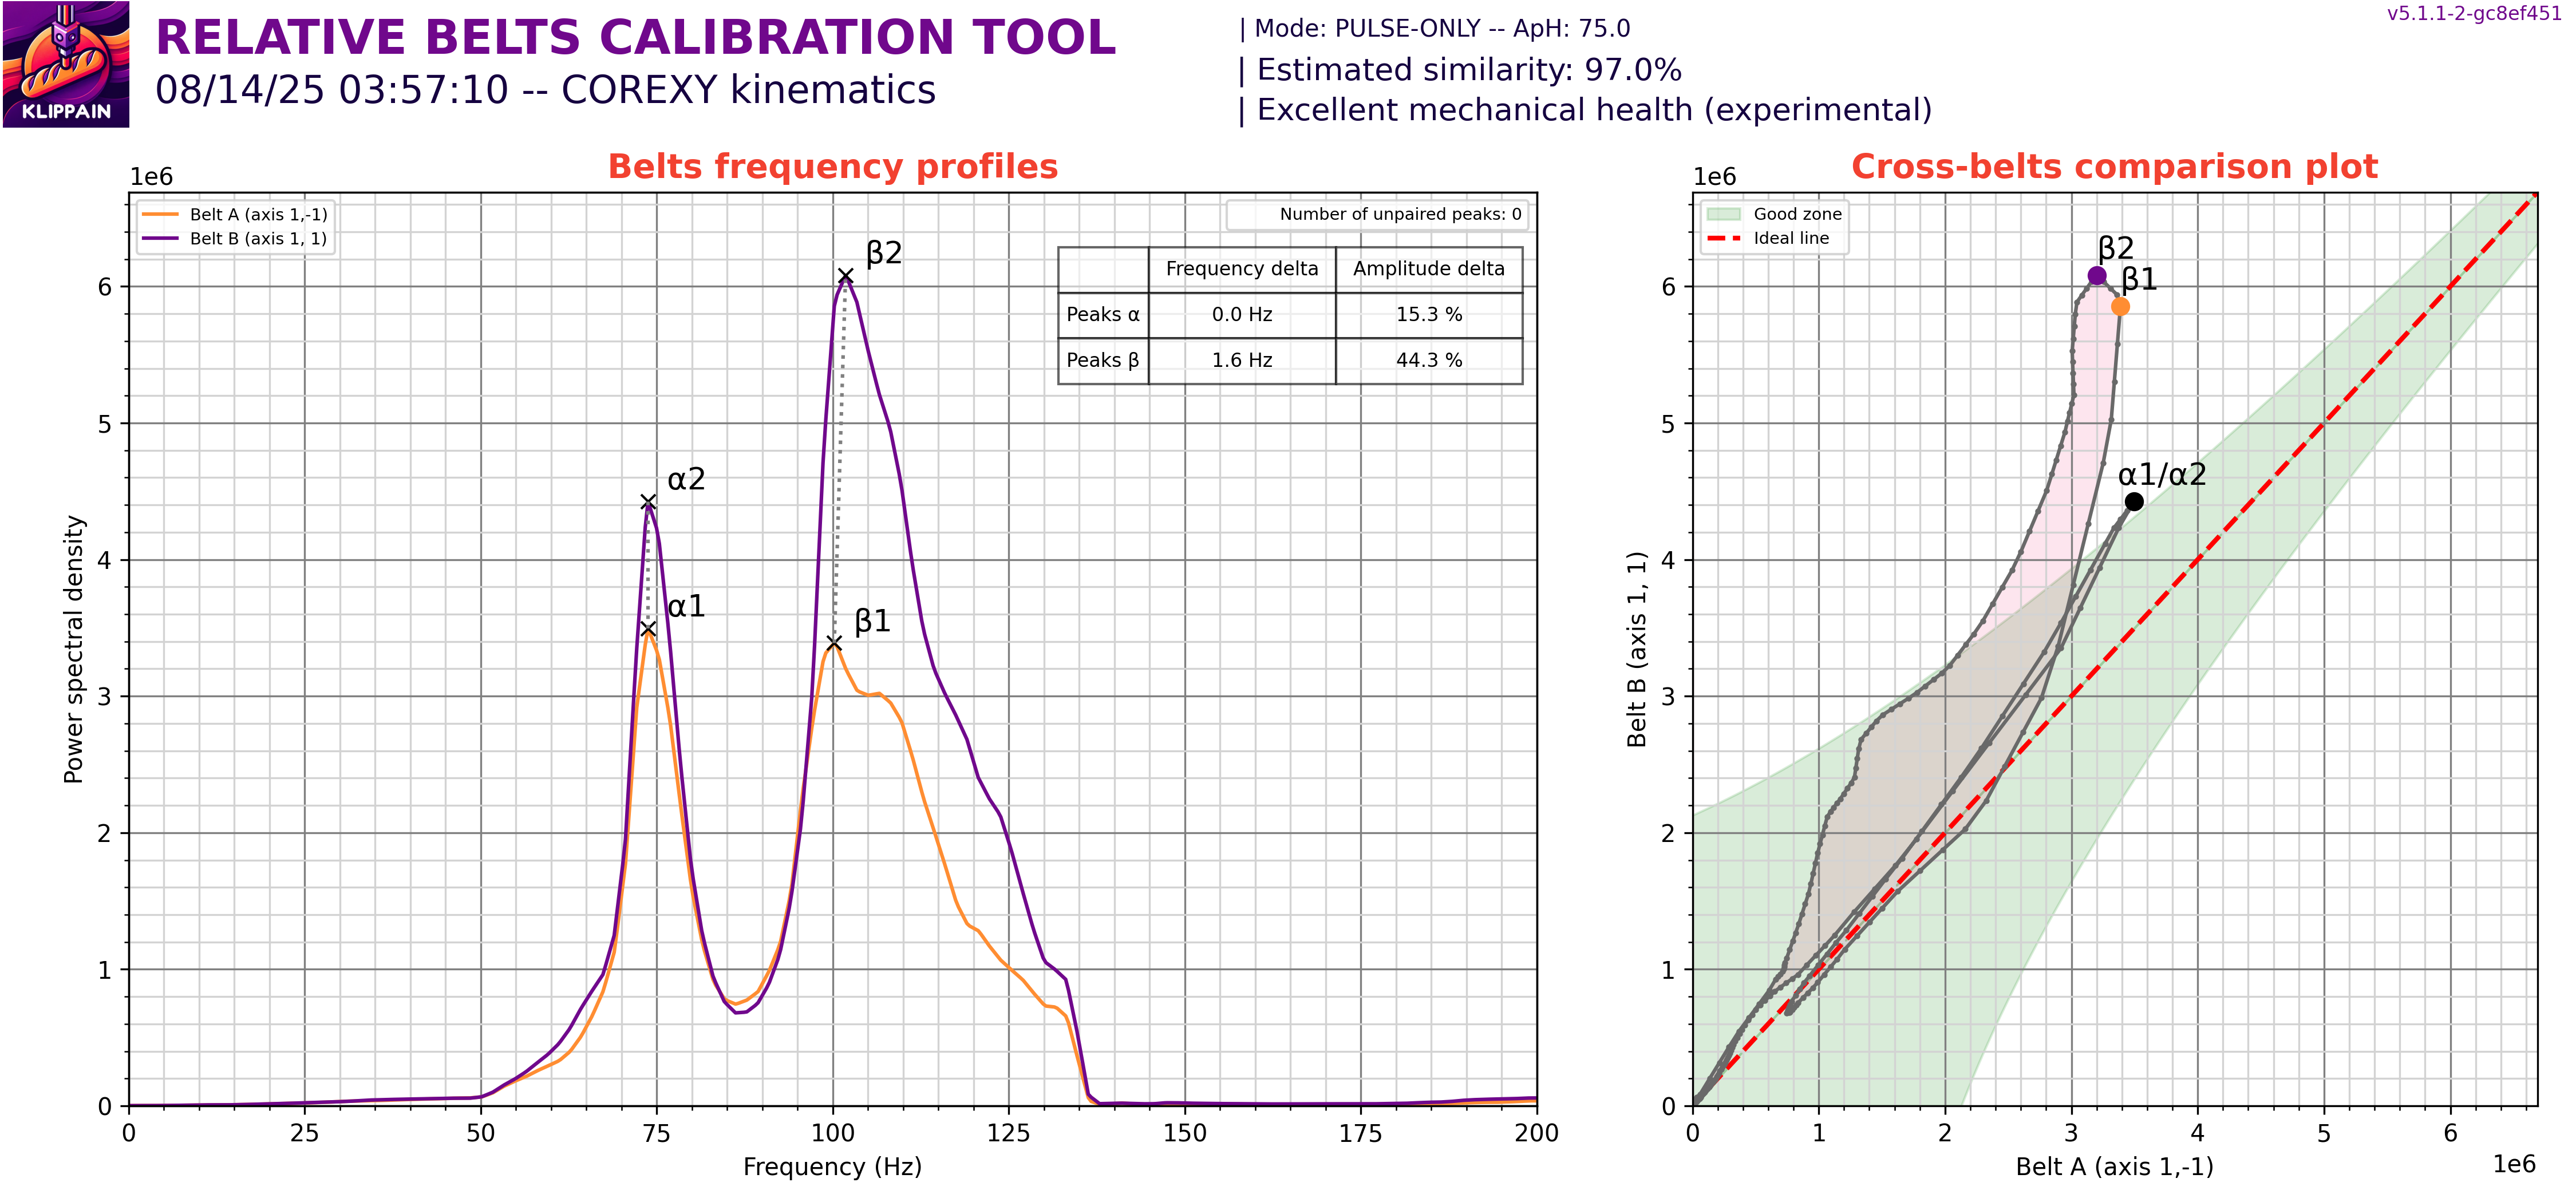 KLIPPAIN
RELATIVE BELTS CALIBRATION TOOL
08/14/25 03:57:10 -- COREXY kinematics
| Mode: PULSE-ONLY -- ApH: 75.0
| Estimated similarity: 97.0%
| Excellent mechanical health (experimental)
v5.1.1-2-gc8ef451
Belts frequency profiles
1e6
Belt A (axis 1,-1)
Belt B (axis 1, 1)
Number of unpaired peaks: 0
Frequency delta Amplitude delta
Peaks α 0.0 Hz 15.3 %
Peaks β 1.6 Hz 44.3 %
β2
α2
α1
β1
Power spectral density
6
5
4
3
2
1
0
0 25 50 75 100 125 150 175 200
Frequency (Hz)
Cross-belts comparison plot
1e6
Good zone
Ideal line
β2
β1
α1/α2
Belt B (axis 1, 1)
6
5
4
3
2
1
0
0 1 2 3 4 5 6
1e6
Belt A (axis 1,-1)